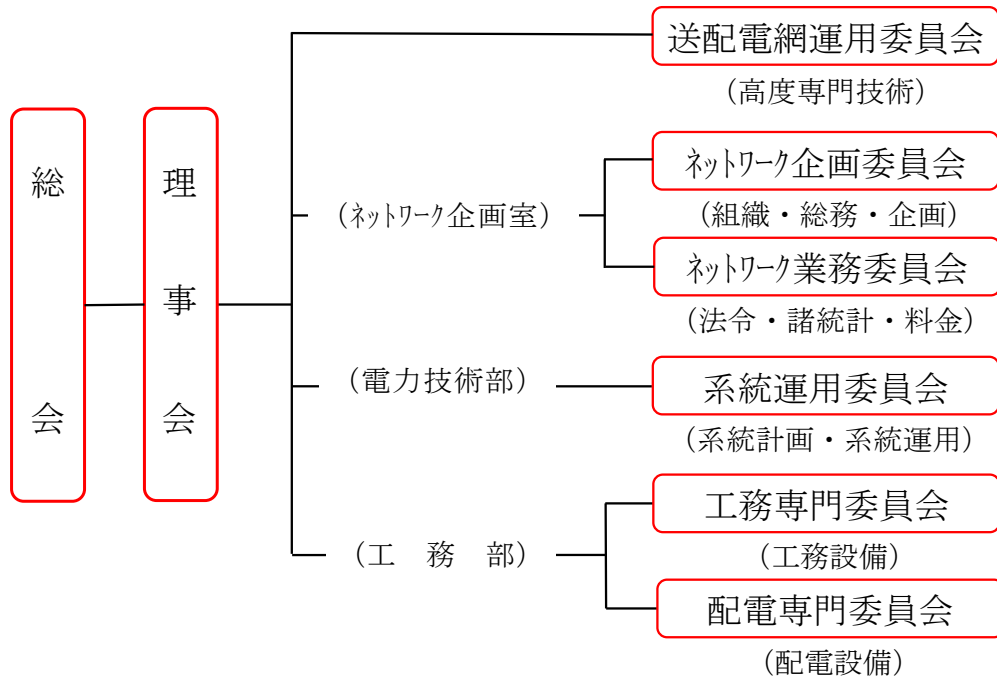 総会
理事会
送配電網運用委員会
(高度専門技術)
(ﾈｯﾄﾜｰｸ企画室)
ﾈｯﾄﾜｰｸ企画委員会
(組織・総務・企画)
ﾈｯﾄﾜｰｸ業務委員会
(法令・諸統計・料金)
(電力技術部)
系統運用委員会
(系統計画・系統運用)
(工　務　部)
工務専門委員会
(工務設備)
配電専門委員会
(配電設備)